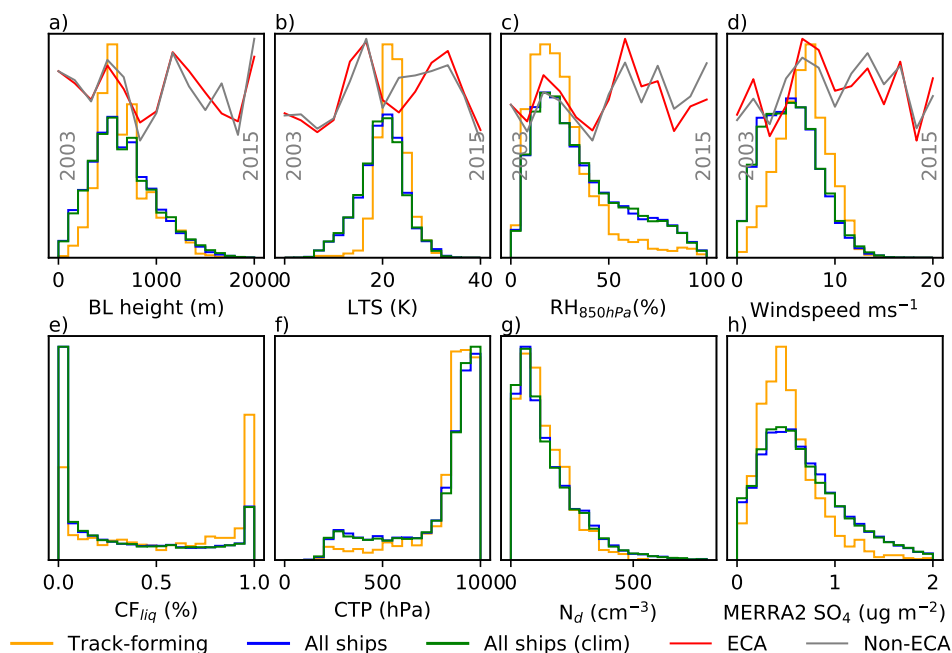 a) b) c) d)
2003 2015 2003 2015 2003 2015 2003 2015
0 1000 2000 0 20 40 0 50 100 0 10 20
BL height (m) LTS (K) RH850hPa(%) Windspeed ms⁻¹
e) f) g) h)
0.0 0.5 1.0 0 500 1000 0 500 0 1 2
CFliq (%) CTP (hPa) Nd (cm⁻³) MERRA2 SO4 (ug m⁻²)
Track-forming All ships All ships (clim) ECA Non-ECA